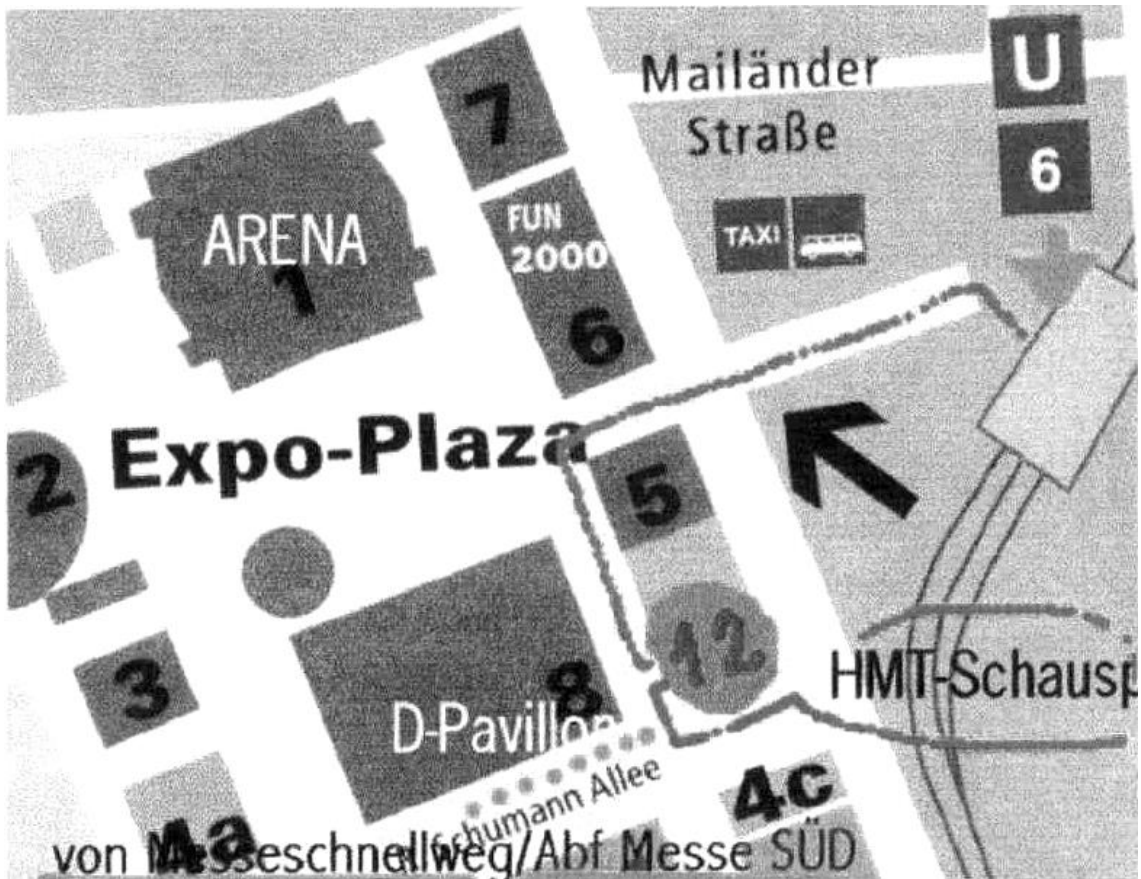 7
Mailänder
Straße
U
6
ARENA
1
FUN
2000
6
TAXI
Expo-Plaza
2
5
12
3
8
D-Pavillon
HMT-Schausp
Schumann Allee
4c
4a
von Messeschnellweg/Abf Messe SÜD